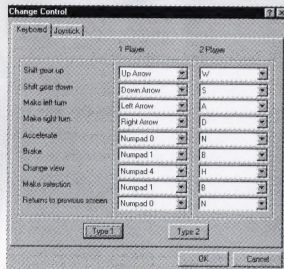 Change Control
Keyboard Joystick
1 Player 2 Player
Shift gear up Up Arrow W
Shift gear down Down Arrow S
Make left turn Left Arrow A
Make right turn Right Arrow D
Accelerate Numpad 0 N
Brake Numpad 1 B
Change view Numpad 4 H
Make selection Numpad 1 B
Returns to previous screen Numpad 0 N
Type 1 Type 2
OK Cancel